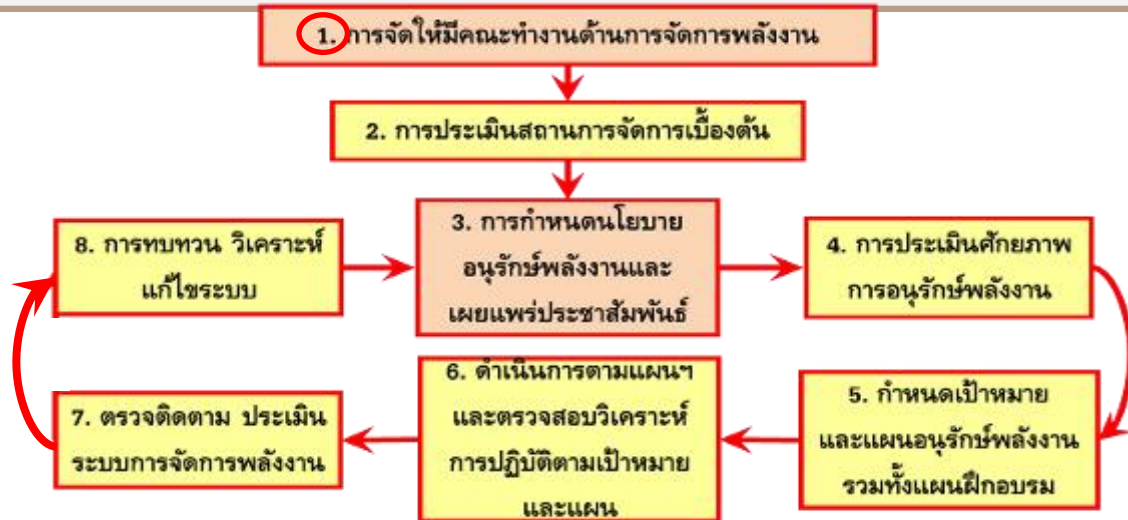 1. การจัดให้มีคณะทำงานด้านการจัดการพลังงาน
2. การประเมินสถานการจัดการเบื้องต้น
3. การกำหนดนโยบาย
อนุรักษ์พลังงานและ
เผยแพร่ประชาสัมพันธ์
4. การประเมินศักยภาพ
การอนุรักษ์พลังงาน
5. กำหนดเป้าหมาย
และแผนอนุรักษ์พลังงาน
รวมทั้งแผนฝึกอบรม
6. ดำเนินการตามแผนฯ
และตรวจสอบวิเคราะห์
การปฏิบัติตามเป้าหมาย
และแผน
7. ตรวจติดตาม ประเมิน
ระบบการจัดการพลังงาน
8. การทบทวน วิเคราะห์
แก้ไขระบบ